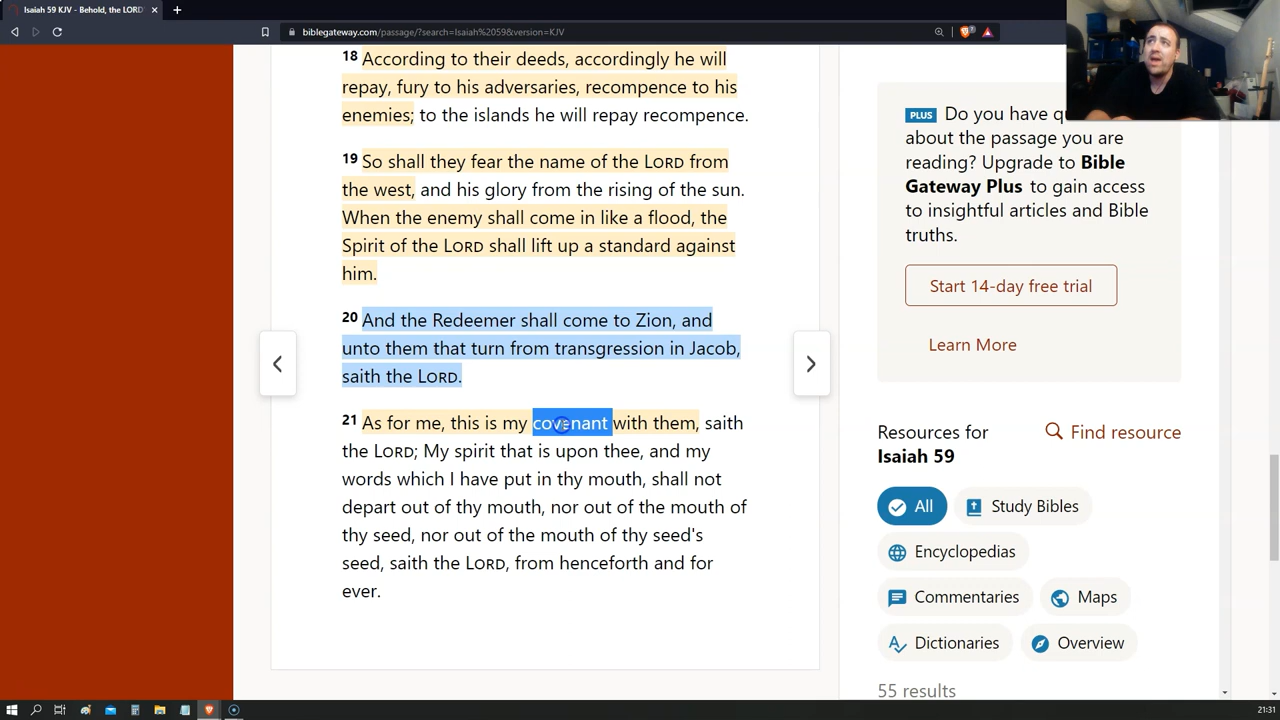 Isaiah 59 KJV - Behold, the LORD'
biblegateway.com/passage/?search=Isaiah%2059&version=KJV
18 According to their deeds, accordingly he will
repay, fury to his adversaries, recompence to his
enemies; to the islands he will repay recompence.
19 So shall they fear the name of the LORD from
the west, and his glory from the rising of the sun.
When the enemy shall come in like a flood, the
Spirit of the LORD shall lift up a standard against
him.
20 And the Redeemer shall come to Zion, and
unto them that turn from transgression in Jacob,
saith the LORD.
21 As for me, this is my covenant with them, saith
the LORD; My spirit that is upon thee, and my
words which I have put in thy mouth, shall not
depart out of thy mouth, nor out of the mouth of
thy seed, nor out of the mouth of thy seed's
seed, saith the LORD, from henceforth and for
ever.
PLUS Do you have
about the passage you are
reading? Upgrade to Bible
Gateway Plus to gain access
to insightful articles and Bible
truths.
Start 14-day free trial
Learn More
Resources for
Isaiah 59
Find resource
All
Study Bibles
Encyclopedias
Commentaries
Maps
Dictionaries
Overview
55 results
21:31